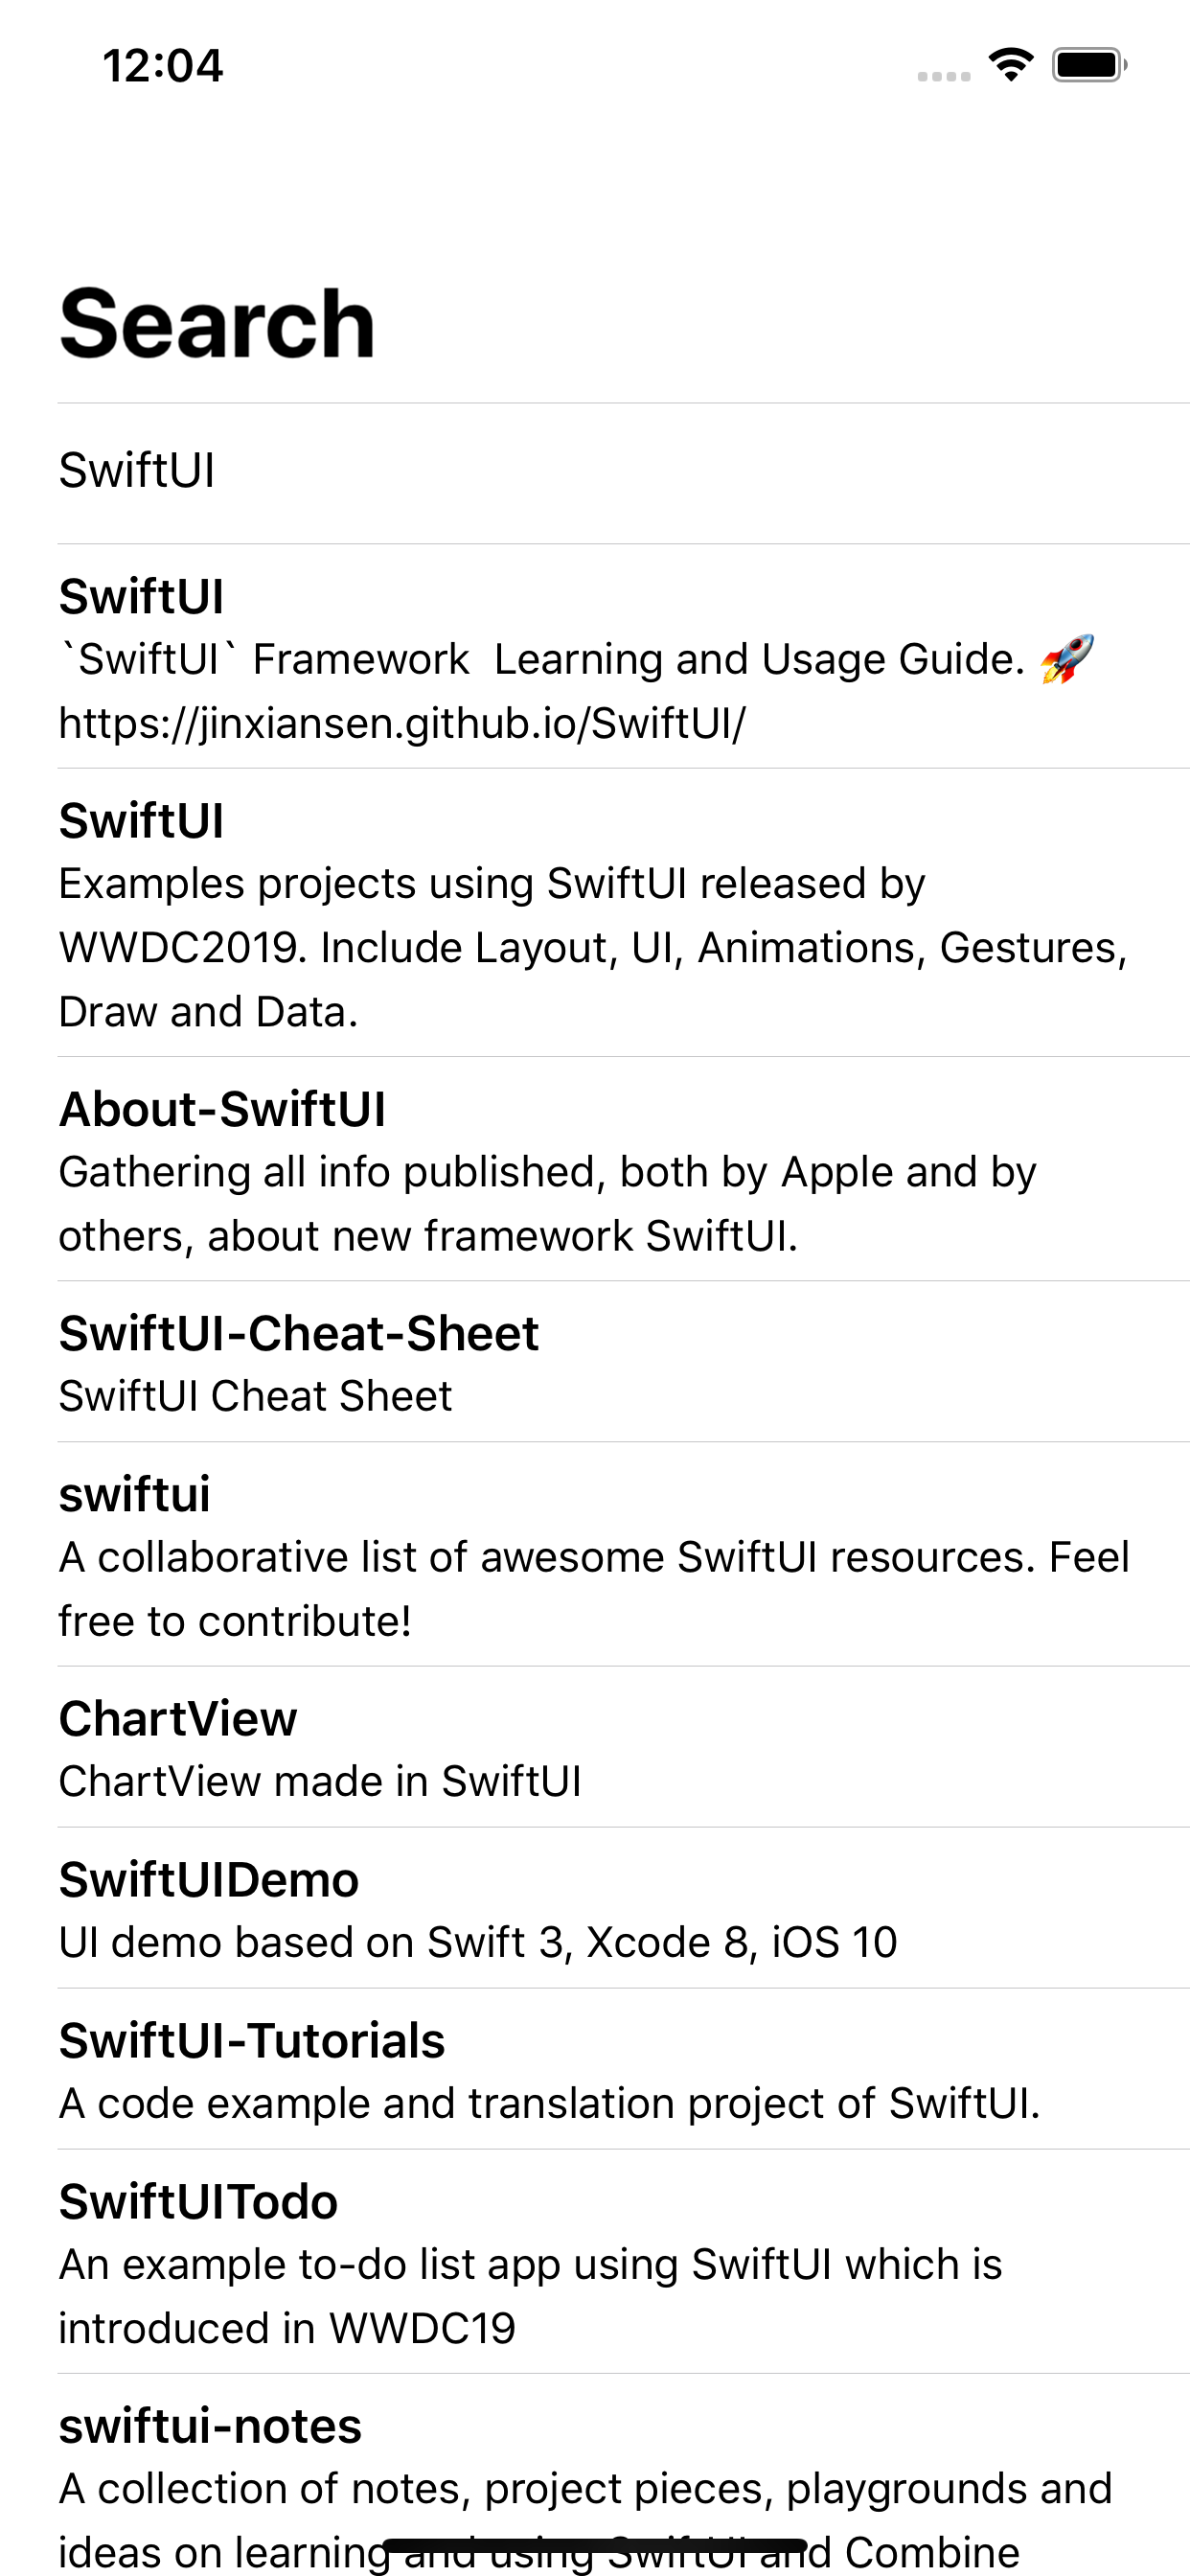 12:04
Search
SwiftUI
SwiftUI
`SwiftUI` Framework  Learning and Usage Guide. 🚀
https://jinxiansen.github.io/SwiftUI/
SwiftUI
Examples projects using SwiftUI released by
WWDC2019. Include Layout, UI, Animations, Gestures,
Draw and Data.
About-SwiftUI
Gathering all info published, both by Apple and by
others, about new framework SwiftUI.
SwiftUI-Cheat-Sheet
SwiftUI Cheat Sheet
swiftui
A collaborative list of awesome SwiftUI resources. Feel
free to contribute!
ChartView
ChartView made in SwiftUI
SwiftUIDemo
UI demo based on Swift 3, Xcode 8, iOS 10
SwiftUI-Tutorials
A code example and translation project of SwiftUI.
SwiftUITodo
An example to-do list app using SwiftUI which is
introduced in WWDC19
swiftui-notes
A collection of notes, project pieces, playgrounds and
ideas on learning and using SwiftUI and Combine